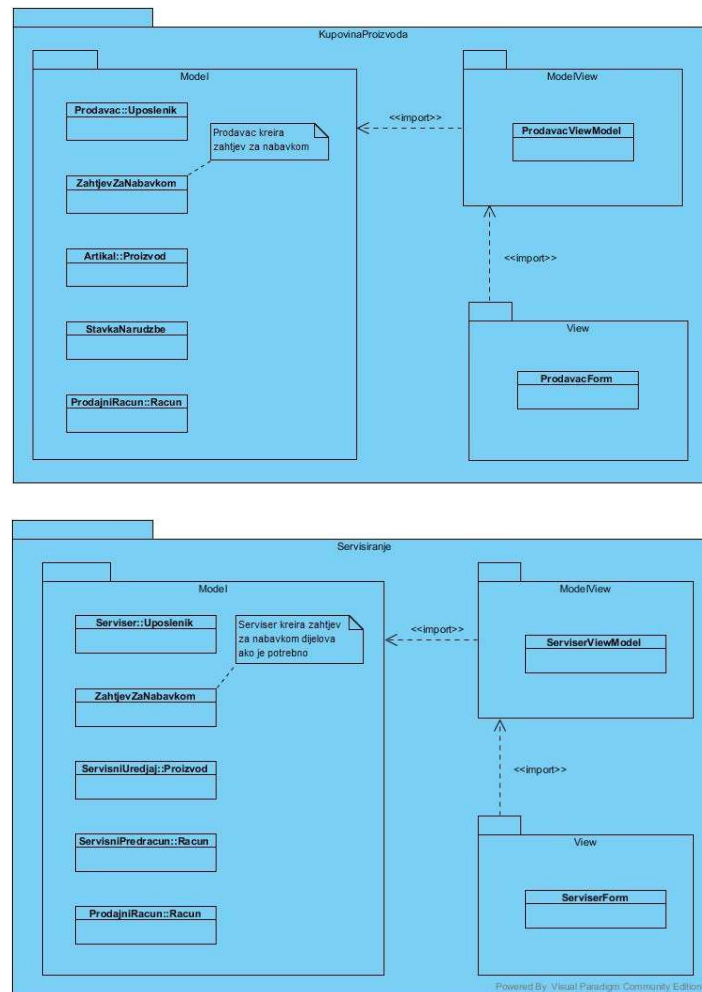 KupovinaProizvoda
Model
Prodavac::Uposlenik
Prodavac kreira
zahtjev za nabavkom
ZahtjevZaNabavkom
Artikal::Proizvod
StavkaNarudzbe
ProdajniRacun::Racun
<<import>>
ModelView
ProdavacViewModel
<<import>>
View
ProdavacForm
Servisiranje
Model
Serviser::Uposlenik
Serviser kreira zahtjev
za nabavkom dijelova
ako je potrebno
ZahtjevZaNabavkom
ServisniUredjaj::Proizvod
ServisniPredracun::Racun
ProdajniRacun::Racun
<<import>>
ModelView
ServiserViewModel
<<import>>
View
ServiserForm
Powered By Visual Paradigm Community Edition